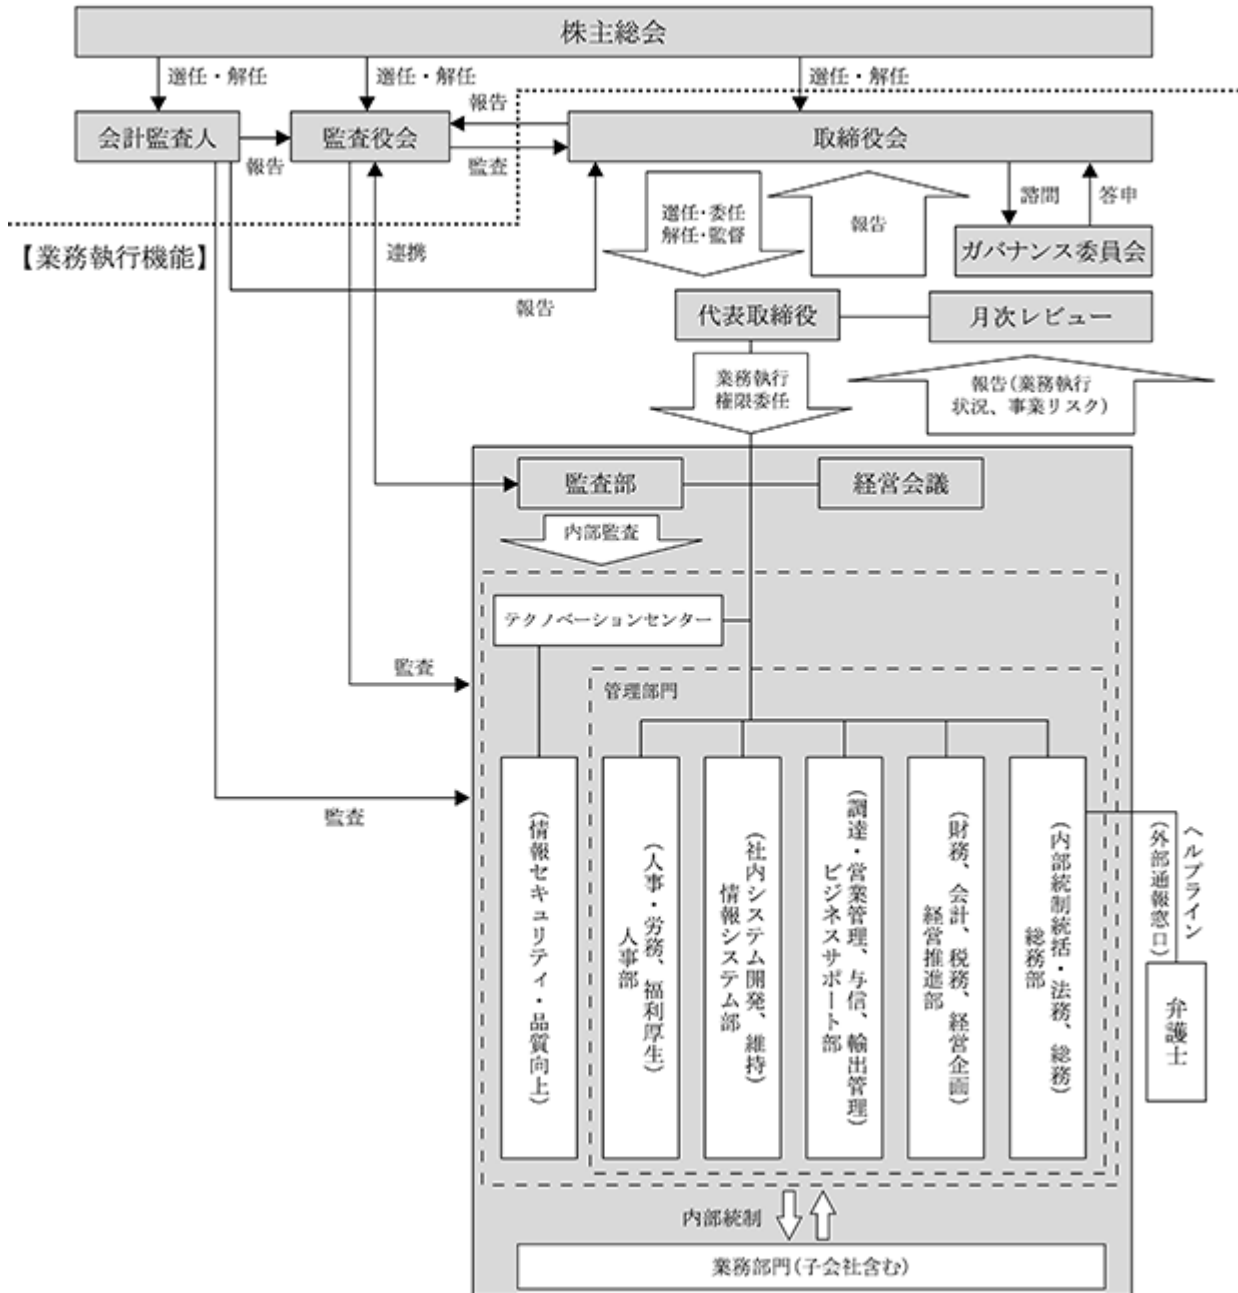 株主総会
選任・解任
選任・解任
選任・解任
報告
会計監査人
監査役会
取締役会
報告
監査
選任・委任
解任・監督
報告
諮問
答申
【業務執行機能】
連携
ガバナンス委員会
報告
代表取締役
月次レビュー
業務執行
権限委任
報告(業務執行
状況、事業リスク)
監査部
経営会議
内部監査
テクノベーションセンター
監査
管理部門
監査
(情報セキュリティ・品質向上)
人事部
(人事・労務、福利厚生)
情報システム部
(社内システム開発、維持)
ビジネスサポート部
(調達・営業管理、与信、輸出管理)
経営推進部
(財務、会計、税務、経営企画)
総務部
(内部統制統括・法務、総務)
ヘルプライン
(外部通報窓口)
弁護士
内部統制
業務部門(子会社含む)